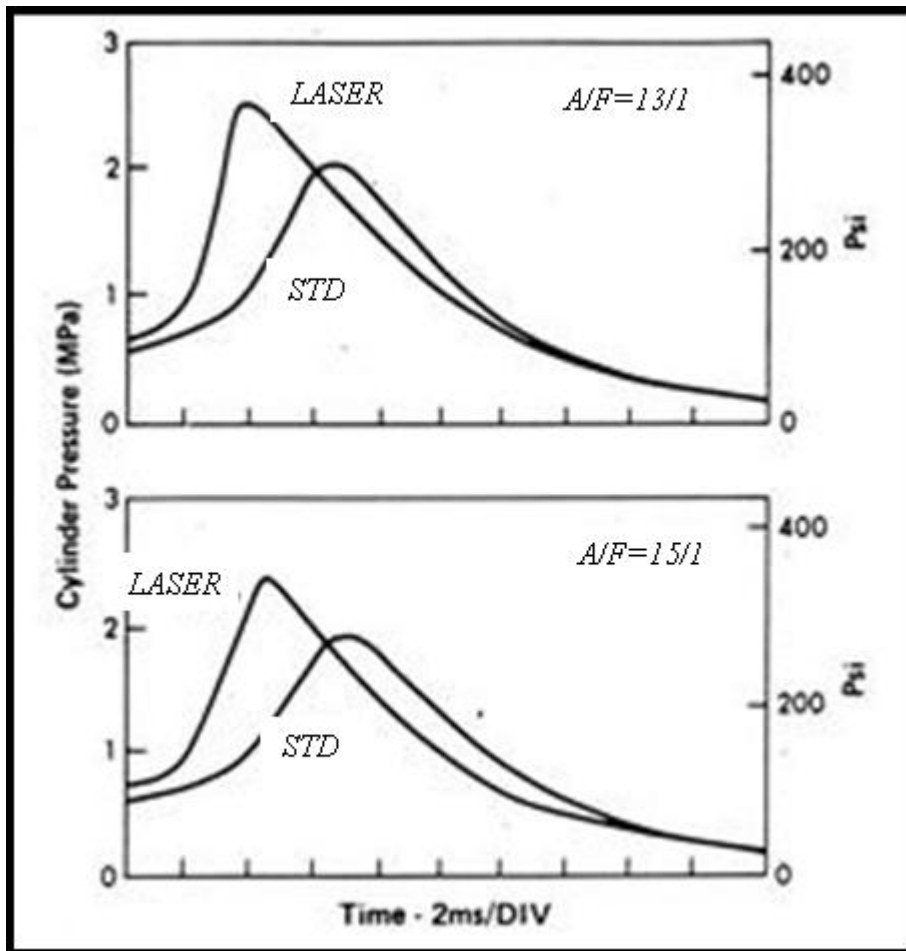 3
LASER
A/F=13/1
400
2
200
Psi
STD
1
0
0
Cylinder Pressure (MPa)
3
A/F=15/1
400
LASER
2
200
Psi
STD
1
0
0
Time - 2ms/DIV